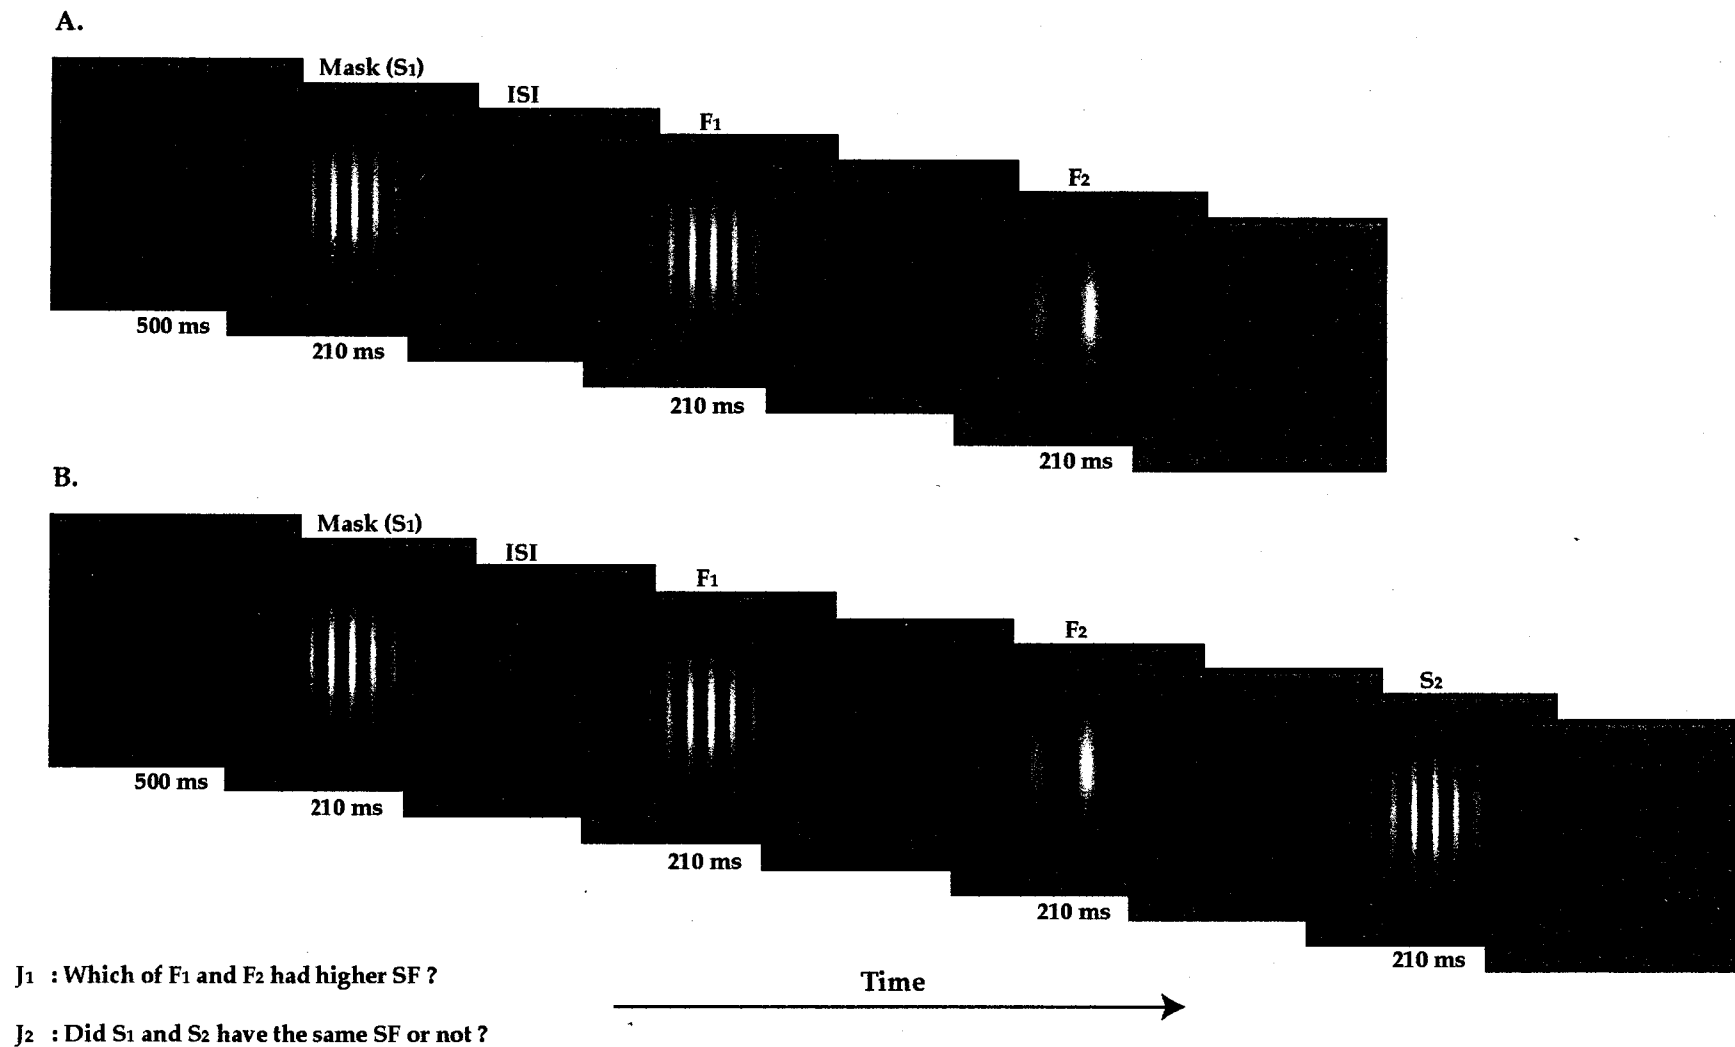 A.
Mask (S1)
ISI
F1
F2
500 ms
210 ms
210 ms
210 ms
B.
Mask (S1)
ISI
F1
F2
S2
500 ms
210 ms
210 ms
210 ms
210 ms
J1 : Which of F1 and F2 had higher SF ?
Time
J2 : Did S1 and S2 have the same SF or not ?